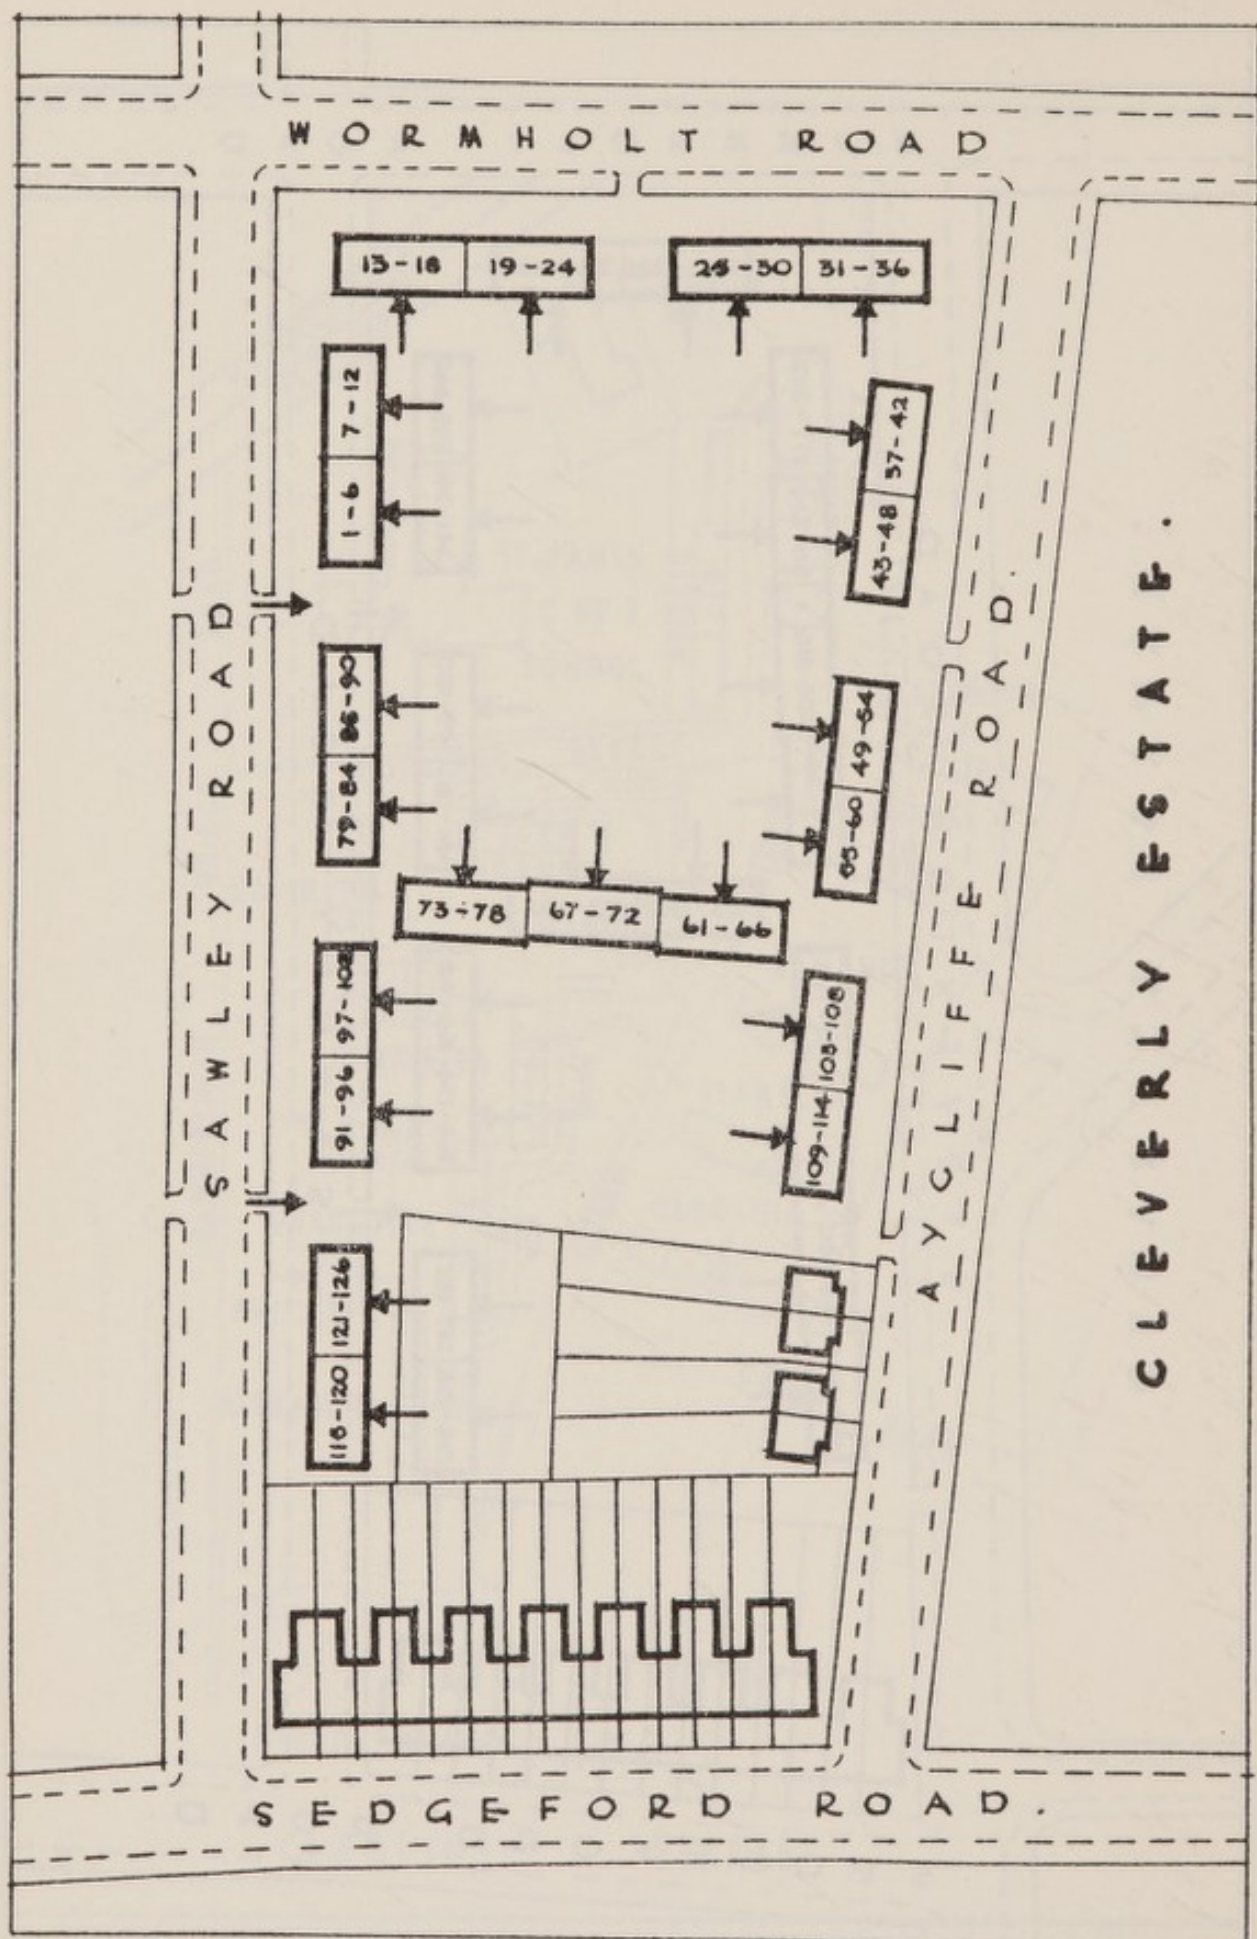 WORMHOLT ROAD
13-18 19-24 25-30 31-36
7-12
1-6
37-42
43-48
SAWLEY ROAD
AYCLIFFE ROAD.
CLEVERLY ESTATE.
85-90
79-84
49-54
55-60
73-78 67-72 61-66
97-102
91-96
103-108
109-114
121-126
115-120
SEDGEFORD ROAD.